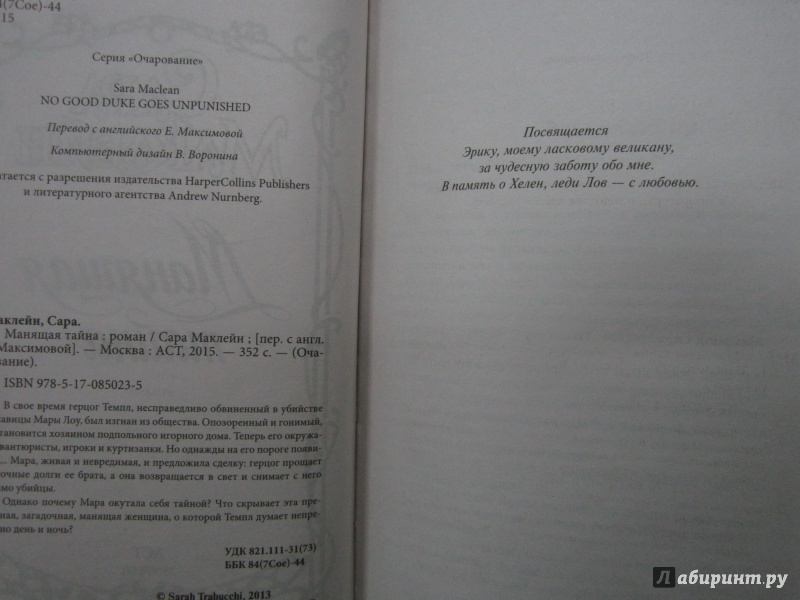 4(7Сое)-44
15
Серия «Очарование»
Sara Maclean
NO GOOD DUKE GOES UNPUNISHED
Перевод с английского Е. Максимовой
Компьютерный дизайн В. Воронина
атается с разрешения издательства HarperCollins Publishers
и литературного агентства Andrew Nurnberg.
аклейн, Сара.
Манящая тайна : роман / Сара Маклейн ; [пер. с англ.
Максимовой]. — Москва : АСТ, 2015. — 352 с. — (Оча-
вание).
ISBN 978-5-17-085023-5
В свое время герцог Темпл, несправедливо обвиненный в убийстве
авицы Мары Лоу, был изгнан из общества. Опозоренный и гонимый,
тановится хозяином подпольного игорного дома. Теперь его окружа-
вантюристы, игроки и куртизанки. Но однажды на его пороге появи-
... Мара, живая и невредимая, и предложила сделку: герцог прощает
очные долги ее брата, а она возвращается в свет и снимает с него
мо убийцы.
Однако почему Мара окутала себя тайной? Что скрывает эта пре-
ная, загадочная, манящая женщина, о которой Темпл думает непре-
но день и ночь?
УДК 821.111-31(73)
ББК 84(7Сое)-44
© Sarah Trabucchi, 2013
Посвящается
Эрику, моему ласковому великану,
за чудесную заботу обо мне.
В память о Хелен, леди Лов — с любовью.
Лабиринт.ру